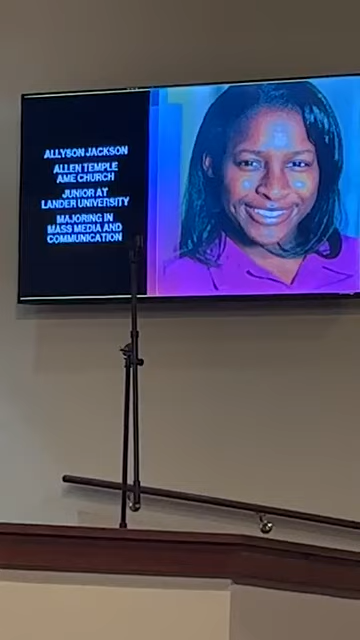 ALLYSON JACKSON
ALLEN TEMPLE
AME CHURCH
JUNIOR AT
LANDER UNIVERSITY
MAJORING IN
MASS MEDIA AND
COMMUNICATION